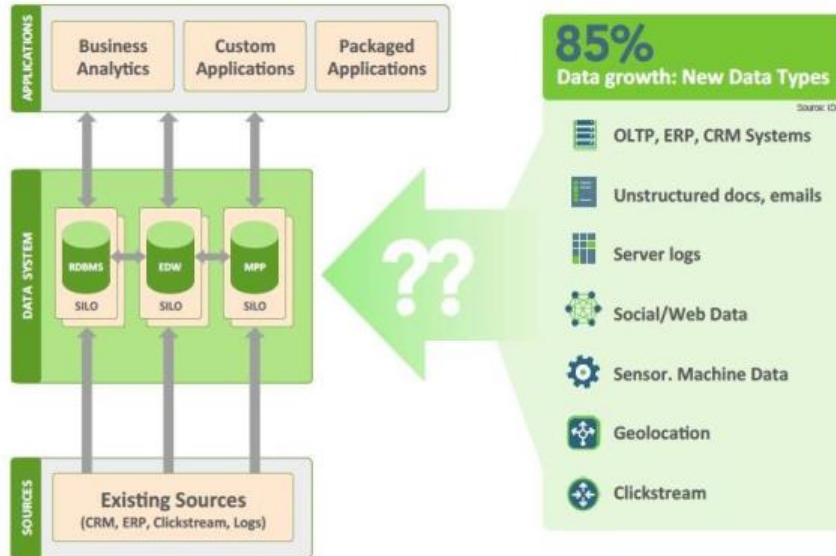 APPLICATIONS
Business
Analytics
Custom
Applications
Packaged
Applications
DATA SYSTEM
RDBMS
SILO
EDW
SILO
MPP
SILO
SOURCES
Existing Sources
(CRM, ERP, Clickstream, Logs)
??
85%
Data growth: New Data Types
Source: ID
OLTP, ERP, CRM Systems
Unstructured docs, emails
Server logs
Social/Web Data
Sensor. Machine Data
Geolocation
Clickstream